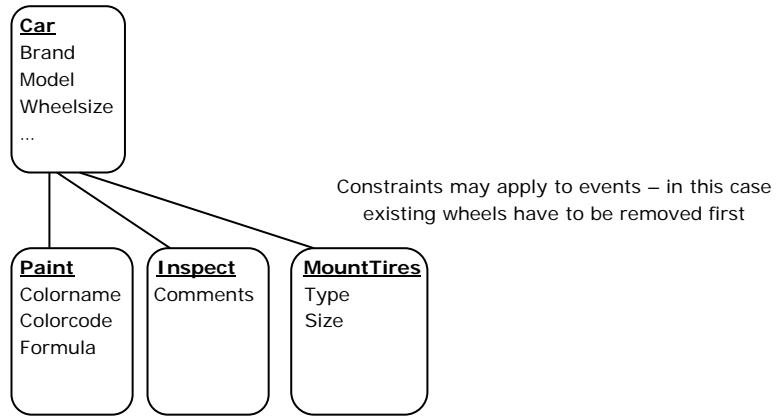 Car
Brand
Model
Wheelsize
...
Constraints may apply to events – in this case
existing wheels have to be removed first
Paint
Colorname
Colorcode
Formula
Inspect
Comments
MountTires
Type
Size